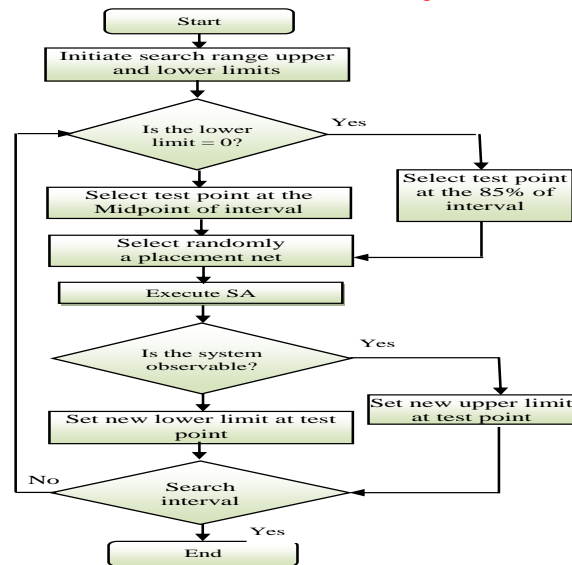 Start
Initiate search range upper
and lower limits
Is the lower
limit = 0?
Yes
Select test point
at the 85% of
interval
Select test point at the
Midpoint of interval
Select randomly
a placement net
Execute SA
Is the system
observable?
Yes
Set new upper limit
at test point
Set new lower limit at test
point
No
Search
interval
Yes
End